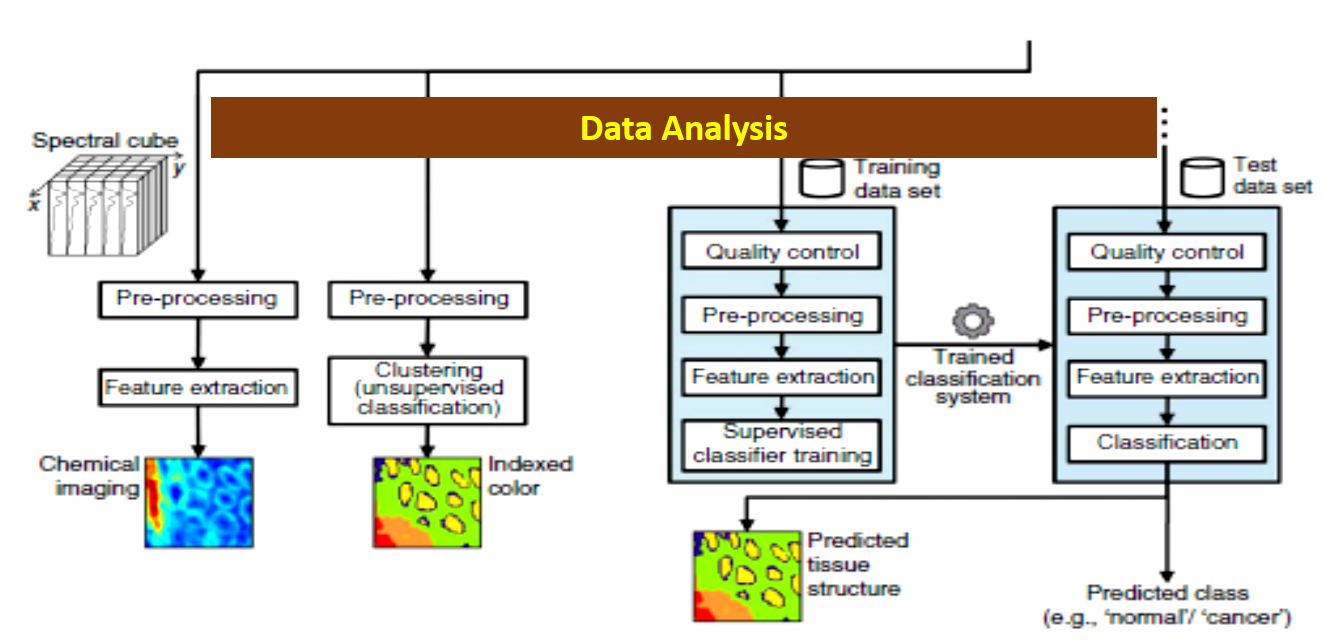 Data Analysis
Spectral cube
y
x
Training
data set
Test
data set
Pre-processing
Feature extraction
Chemical
imaging
Pre-processing
Clustering
(unsupervised
classification)
Indexed
color
Quality control
Pre-processing
Feature extraction
Supervised
classifier training
Trained
classification
system
Quality control
Pre-processing
Feature extraction
Classification
Predicted
tissue
structure
Predicted class
(e.g., 'normal'/ 'cancer')